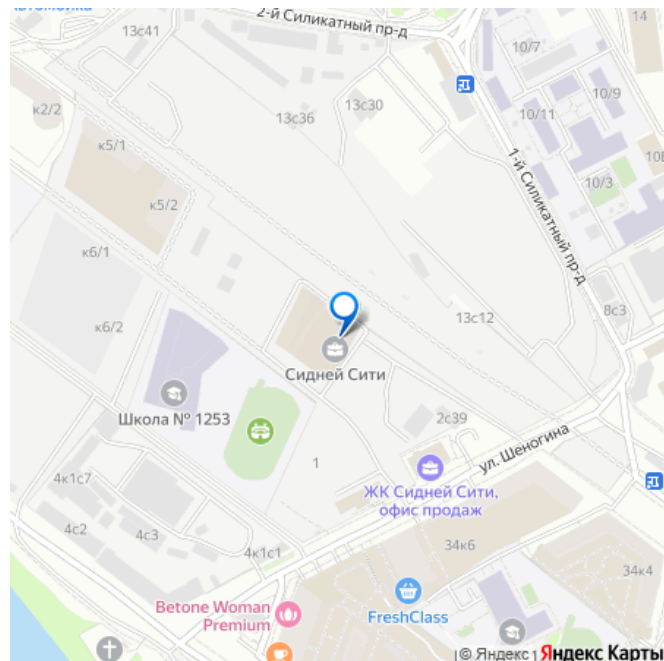 2-й Силикатный пр-д
13с41
14
10/7
10/9
к2/2
13с36
13с30
10/11
к5/1
10/3
к5/2
1-й Силикатный пр-д
к6/1
8с3
13с12
к6/2
Сидней Сити
Школа № 1253
2с39
ул. Шеногина
1
ЖК Сидней Сити,
офис продаж
4к1с7
4с2
4с3
4к1с1
34к6
34к4
Betone Woman
Premium
FreshClass
© Яндекс
Яндекс Карты